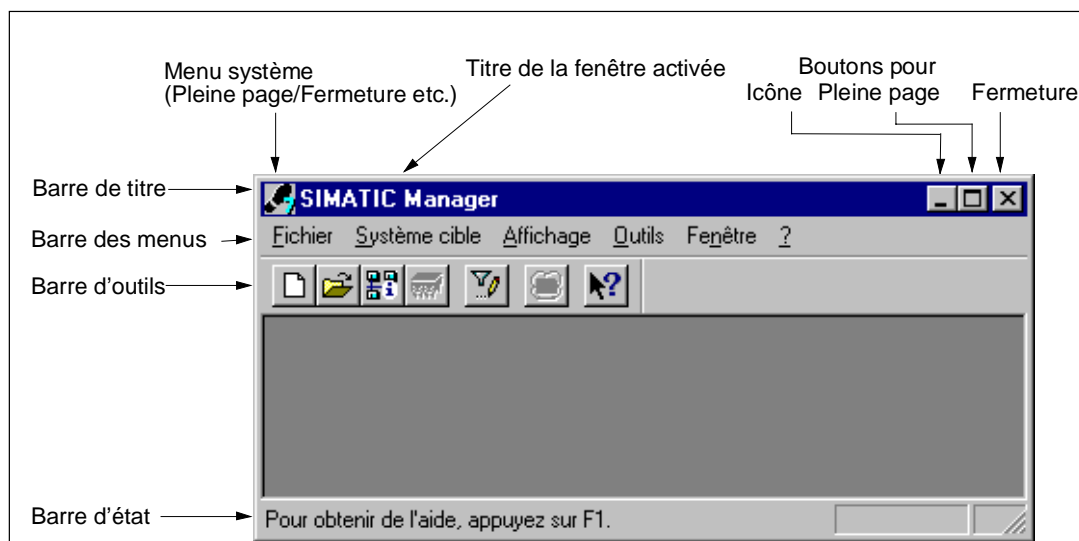 Menu système
(Pleine page/Fermeture etc.)
Titre de la fenêtre activée
Boutons pour
Icône Pleine page Fermeture
Barre de titre
SIMATIC Manager
Barre des menus
Fichier Système cible Affichage Outils Fenêtre ?
Barre d'outils
Barre d'état
Pour obtenir de l'aide, appuyez sur F1.